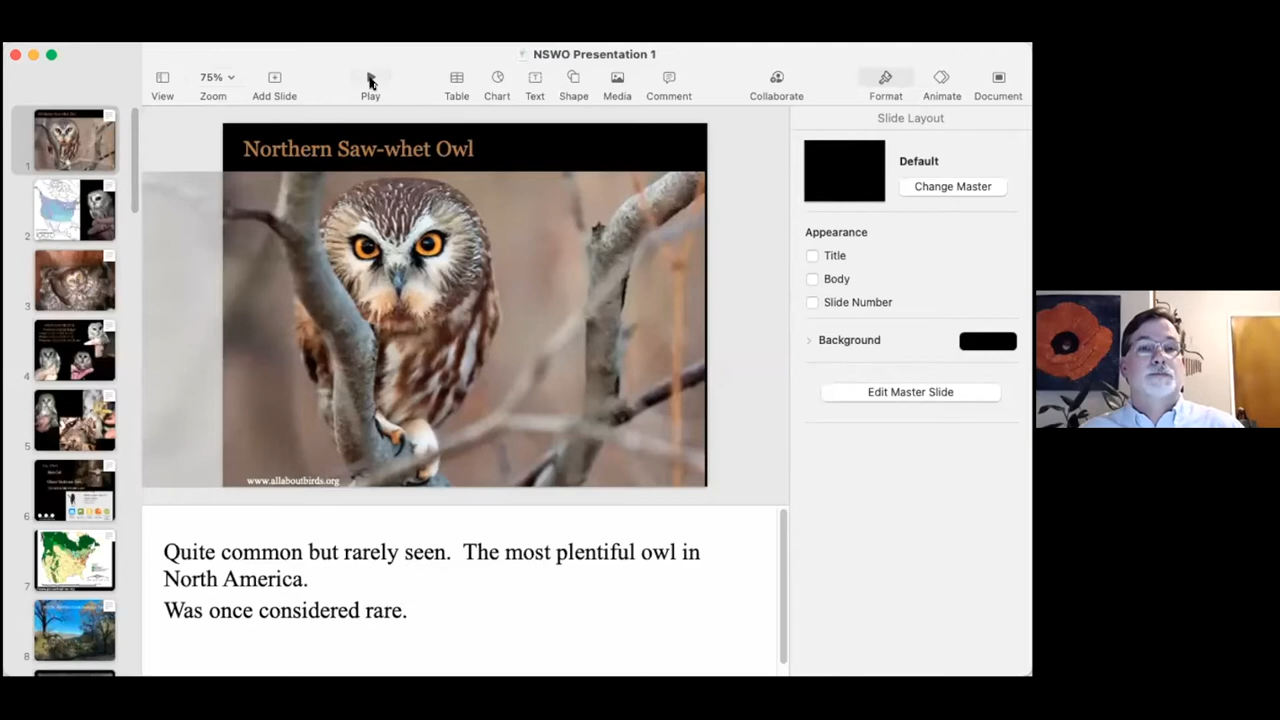 NSWO Presentation 1
75%
View
Zoom
Add Slide
Play
Table
Chart
Text
Shape
Media
Comment
Collaborate
Format
Animate
Document
1
2
3
4
5
6
7
8
Northern Saw-whet Owl
www.allaboutbirds.org
Quite common but rarely seen.  The most plentiful owl in
North America.
Was once considered rare.
Slide Layout
Default
Change Master
Appearance
Title
Body
Slide Number
Background
Edit Master Slide